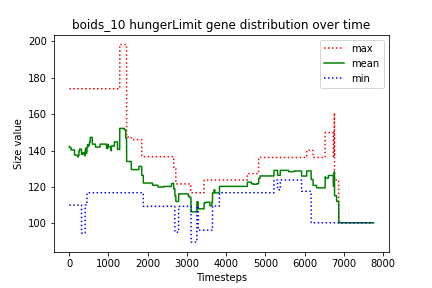 boids_10 hungerLimit gene distribution over time
max
mean
min
Size value
200
180
160
140
120
100
0
1000
2000
3000
4000
5000
6000
7000
8000
Timesteps